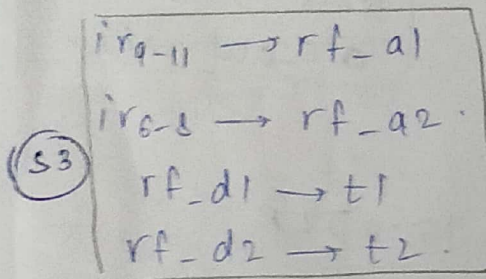 ir9-11 → rf_a1
ir6-8 → rf_a2.
S3
rf_d1 → t1
rf_d2 → t2.